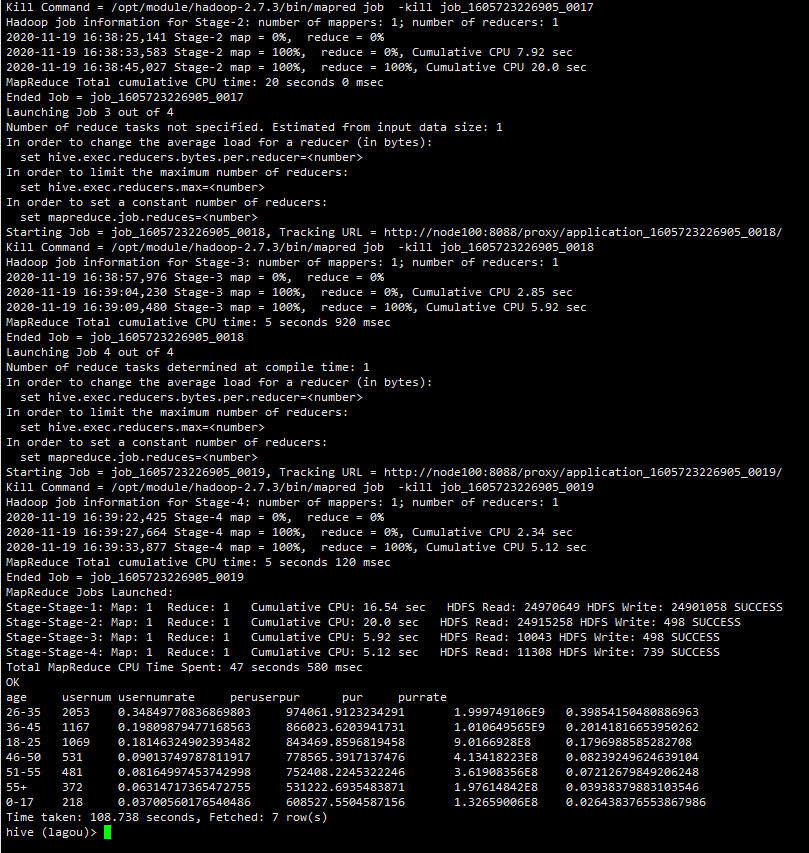 Kill Command = /opt/module/hadoop-2.7.3/bin/mapred job  -kill job_1605723226905_0017
Hadoop job information for Stage-2: number of mappers: 1; number of reducers: 1
2020-11-19 16:38:25,141 Stage-2 map = 0%,  reduce = 0%
2020-11-19 16:38:33,583 Stage-2 map = 100%,  reduce = 0%, Cumulative CPU 7.92 sec
2020-11-19 16:38:45,027 Stage-2 map = 100%,  reduce = 100%, Cumulative CPU 20.0 sec
MapReduce Total cumulative CPU time: 20 seconds 0 msec
Ended Job = job_1605723226905_0017
Launching Job 3 out of 4
Number of reduce tasks not specified. Estimated from input data size: 1
In order to change the average load for a reducer (in bytes):
  set hive.exec.reducers.bytes.per.reducer=<number>
In order to limit the maximum number of reducers:
  set hive.exec.reducers.max=<number>
In order to set a constant number of reducers:
  set mapreduce.job.reduces=<number>
Starting Job = job_1605723226905_0018, Tracking URL = http://node100:8088/proxy/application_1605723226905_0018/
Kill Command = /opt/module/hadoop-2.7.3/bin/mapred job  -kill job_1605723226905_0018
Hadoop job information for Stage-3: number of mappers: 1; number of reducers: 1
2020-11-19 16:38:57,976 Stage-3 map = 0%,  reduce = 0%
2020-11-19 16:39:04,230 Stage-3 map = 100%,  reduce = 0%, Cumulative CPU 2.85 sec
2020-11-19 16:39:09,480 Stage-3 map = 100%,  reduce = 100%, Cumulative CPU 5.92 sec
MapReduce Total cumulative CPU time: 5 seconds 920 msec
Ended Job = job_1605723226905_0018
Launching Job 4 out of 4
Number of reduce tasks determined at compile time: 1
In order to change the average load for a reducer (in bytes):
  set hive.exec.reducers.bytes.per.reducer=<number>
In order to limit the maximum number of reducers:
  set hive.exec.reducers.max=<number>
In order to set a constant number of reducers:
  set mapreduce.job.reduces=<number>
Starting Job = job_1605723226905_0019, Tracking URL = http://node100:8088/proxy/application_1605723226905_0019/
Kill Command = /opt/module/hadoop-2.7.3/bin/mapred job  -kill job_1605723226905_0019
Hadoop job information for Stage-4: number of mappers: 1; number of reducers: 1
2020-11-19 16:39:22,425 Stage-4 map = 0%,  reduce = 0%
2020-11-19 16:39:27,664 Stage-4 map = 100%,  reduce = 0%, Cumulative CPU 2.34 sec
2020-11-19 16:39:33,877 Stage-4 map = 100%,  reduce = 100%, Cumulative CPU 5.12 sec
MapReduce Total cumulative CPU time: 5 seconds 120 msec
Ended Job = job_1605723226905_0019
MapReduce Jobs Launched:
Stage-Stage-1: Map: 1  Reduce: 1   Cumulative CPU: 16.54 sec   HDFS Read: 24970649 HDFS Write: 24901058 SUCCESS
Stage-Stage-2: Map: 1  Reduce: 1   Cumulative CPU: 20.0 sec   HDFS Read: 24915258 HDFS Write: 498 SUCCESS
Stage-Stage-3: Map: 1  Reduce: 1   Cumulative CPU: 5.92 sec   HDFS Read: 10043 HDFS Write: 498 SUCCESS
Stage-Stage-4: Map: 1  Reduce: 1   Cumulative CPU: 5.12 sec   HDFS Read: 11308 HDFS Write: 739 SUCCESS
Total MapReduce CPU Time Spent: 47 seconds 580 msec
OK
age     usernum usernumrate     peruserpur      pur     purrate
26-35   2053    0.34849770836869803     974061.9123234291       1.999749106E9   0.39854150480886963
36-45   1167    0.19809879477168563     866023.6203941731       1.010649565E9   0.20141816653950262
18-25   1069    0.18146324902393482     843469.8596819458       9.0166928E8     0.1796988585282708
46-50   531     0.09013749787811917     778565.3917137476       4.13418223E8    0.08239249624639104
51-55   481     0.08164997453742998     752408.2245322246       3.61908356E8    0.07212679849206248
55+     372     0.06314717365472755     531222.6935483871       1.97614842E8    0.03938379883103546
0-17    218     0.03700560176540486     608527.5504587156       1.32659006E8    0.026438376553867986
Time taken: 108.738 seconds, Fetched: 7 row(s)
hive (lagou)>